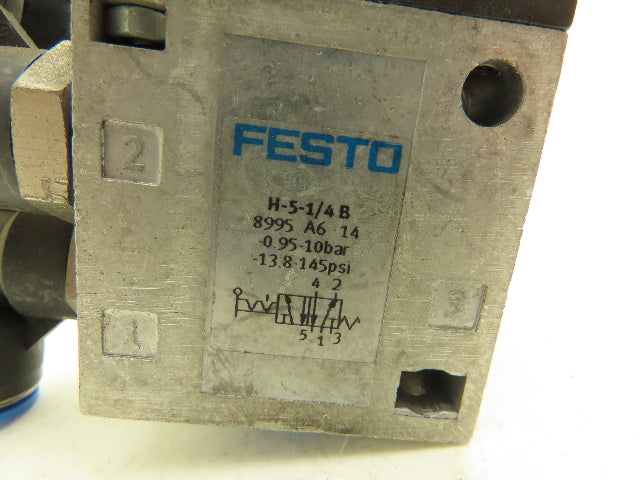 2
FESTO
H-5-1/4 B
8995 A6 14
-0.95-10bar
-13.8-145psi
4 2
3
1
5 1 3